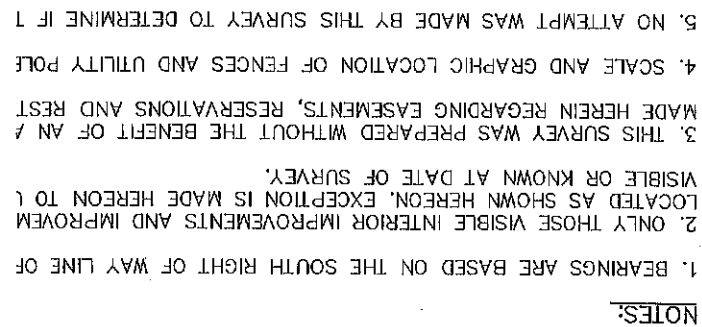 NOTES:
1. BEARINGS ARE BASED ON THE SOUTH RIGHT OF WAY LINE OF
2. ONLY THOSE VISIBLE INTERIOR IMPROVEMENTS AND IMPROVEM
LOCATED AS SHOWN HEREON. EXCEPTION IS MADE HEREON TO
VISIBLE OR KNOWN AT DATE OF SURVEY.
3. THIS SURVEY WAS PREPARED WITHOUT THE BENEFIT OF AN A
MADE HEREIN REGARDING EASEMENTS, RESERVATIONS AND REST
4. SCALE AND GRAPHIC LOCATION OF FENCES AND UTILITY POLE
5. NO ATTEMPT WAS MADE BY THIS SURVEY TO DETERMINE IF T